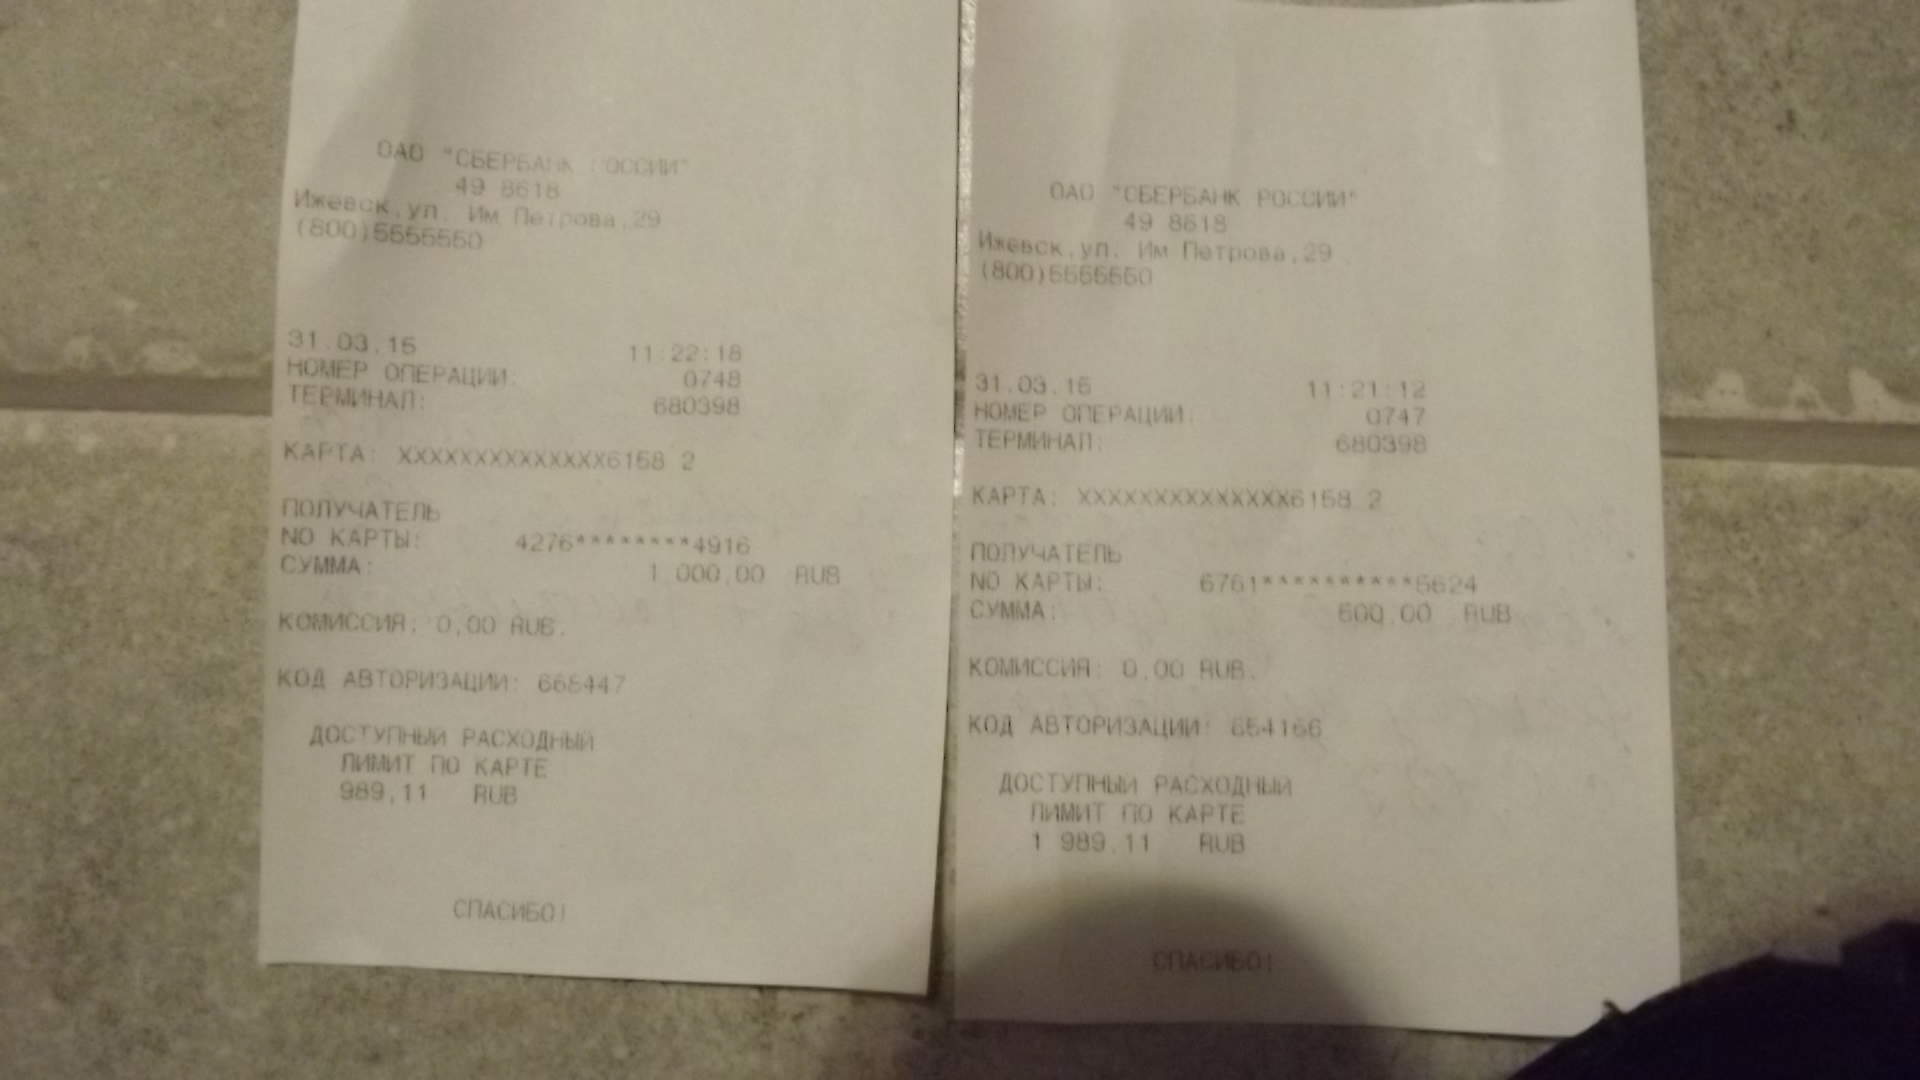 ОАО "СБЕРБАНК РОССИИ"
49 8618
Ижевск,ул. Им Петрова,29
(800)5555550
31.03.15 11:22:18
НОМЕР ОПЕРАЦИИ: 0748
ТЕРМИНАЛ: 680398
КАРТА: XXXXXXXXXXXXXX6158 2
ПОЛУЧАТЕЛЬ
NO КАРТЫ: 4276********4916
СУММА: 1 000,00 RUB
КОМИССИЯ: 0,00 RUB.
КОД АВТОРИЗАЦИИ:
ДОСТУПНЫЙ РАСХОДНЫЙ
ЛИМИТ ПО КАРТЕ
989,11 RUB
СПАСИБО!
ОАО "СБЕРБАНК РОССИИ"
49 8618
Ижевск,ул. Им Петрова,29
(800)5555550
31.03.15 11:21:12
НОМЕР ОПЕРАЦИИ: 0747
ТЕРМИНАЛ: 680398
КАРТА: XXXXXXXXXXXXXX6158 2
ПОЛУЧАТЕЛЬ
NO КАРТЫ:
СУММА: RUB
КОМИССИЯ: 0,00 RUB.
КОД АВТОРИЗАЦИИ:
ДОСТУПНЫЙ РАСХОДНЫЙ
ЛИМИТ ПО КАРТЕ
1 989,11 RUB
СПАСИБО!